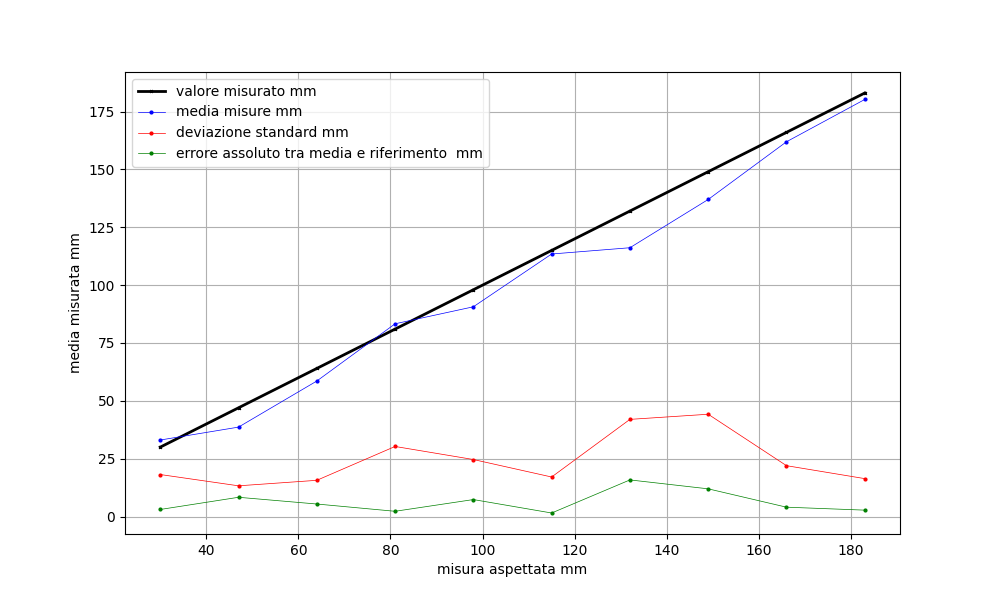 valore misurato mm
media misure mm
deviazione standard mm
errore assoluto tra media e riferimento  mm
175
150
125
100
75
50
25
0
media misurata mm
40 60 80 100 120 140 160 180
misura aspettata mm